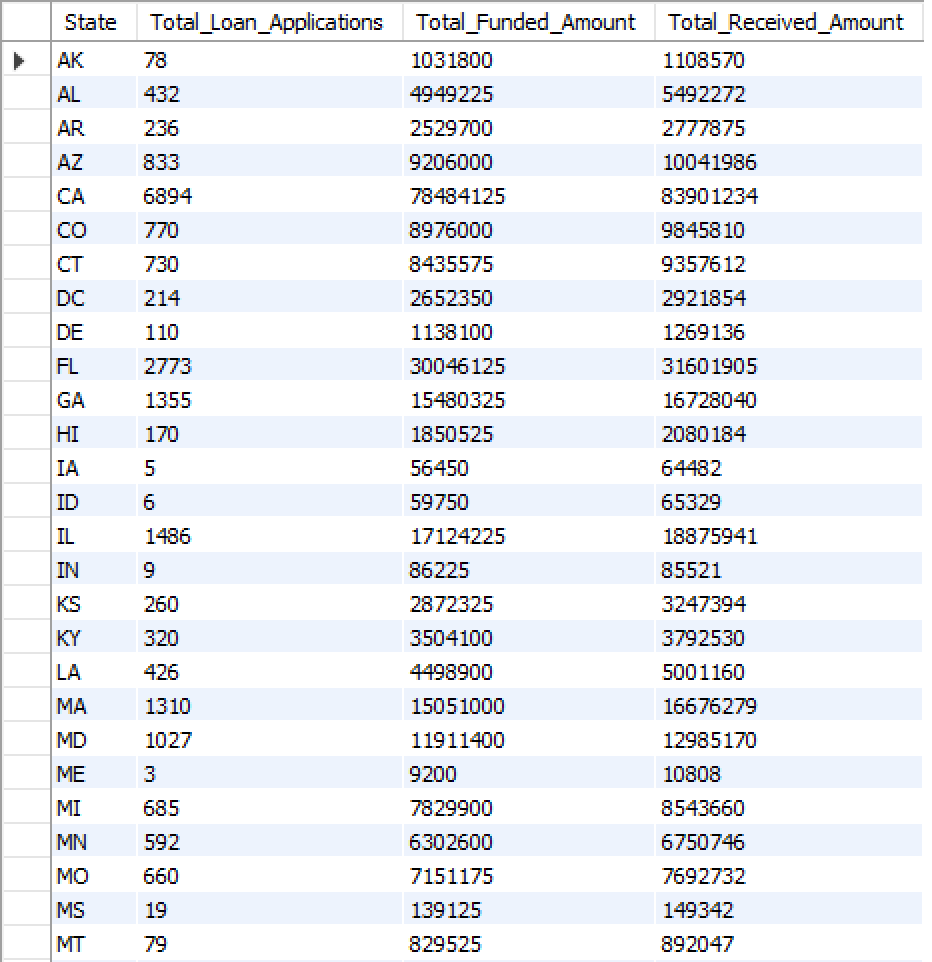 State Total_Loan_Applications Total_Funded_Amount Total_Received_Amount
AK 78 1031800 1108570
AL 432 4949225 5492272
AR 236 2529700 2777875
AZ 833 9206000 10041986
CA 6894 78484125 83901234
CO 770 8976000 9845810
CT 730 8435575 9357612
DC 214 2652350 2921854
DE 110 1138100 1269136
FL 2773 30046125 31601905
GA 1355 15480325 16728040
HI 170 1850525 2080184
IA 5 56450 64482
ID 6 59750 65329
IL 1486 17124225 18875941
IN 9 86225 85521
KS 260 2872325 3247394
KY 320 3504100 3792530
LA 426 4498900 5001160
MA 1310 15051000 16676279
MD 1027 11911400 12985170
ME 3 9200 10808
MI 685 7829900 8543660
MN 592 6302600 6750746
MO 660 7151175 7692732
MS 19 139125 149342
MT 79 829525 892047